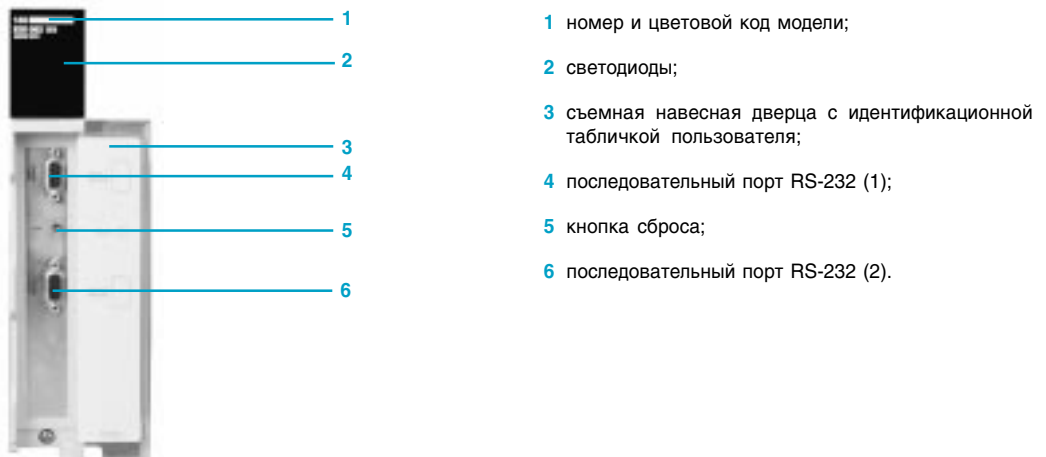 1
2
3
4
5
6
1 номер и цветовой код модели;
2 светодиоды;
3 съемная навесная дверца с идентификационной
табличкой пользователя;
4 последовательный порт RS-232 (1);
5 кнопка сброса;
6 последовательный порт RS-232 (2).